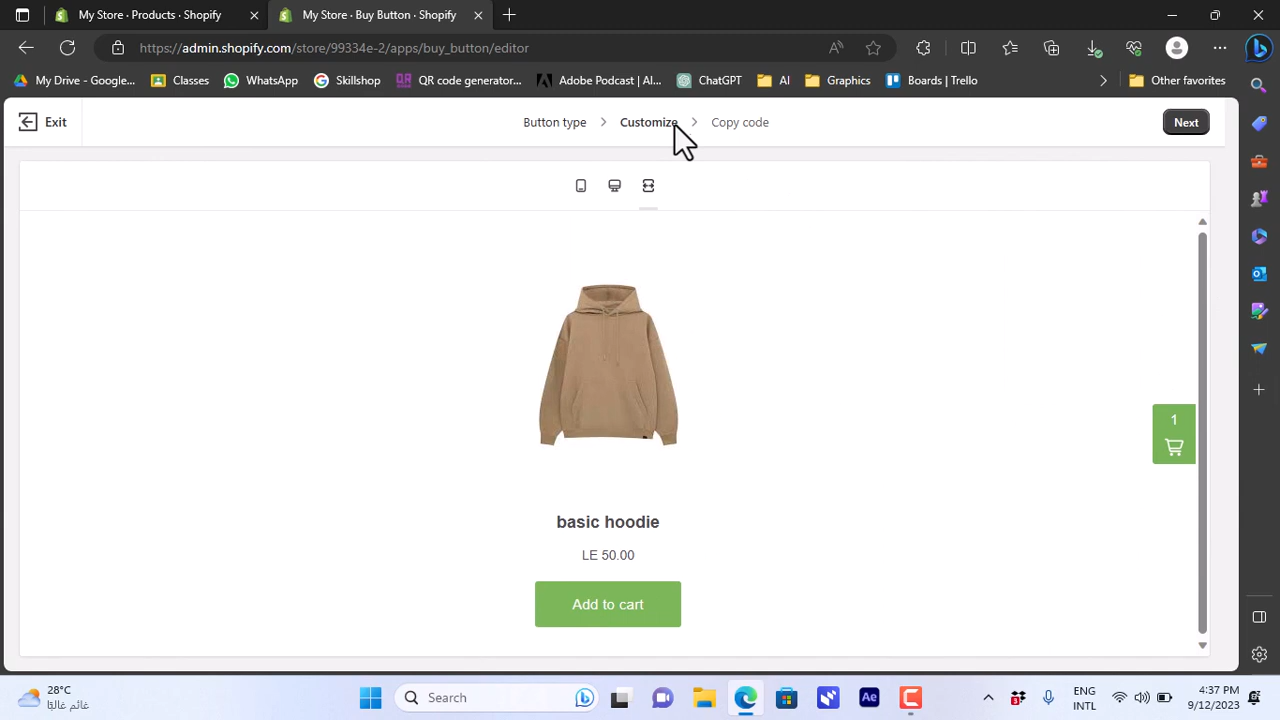 My Store · Products · Shopify
My Store · Buy Button · Shopify
https://admin.shopify.com/store/99334e-2/apps/buy_button/editor
My Drive - Google...
Classes
WhatsApp
Skillshop
QR code generator...
Adobe Podcast | AI...
ChatGPT
AI
Graphics
Boards | Trello
Other favorites
Exit
Button type
Customize
Copy code
Next
1
basic hoodie
LE 50.00
Add to cart
28°C
غائم غالبًا
Search
Ae
ENG
INTL
4:37 PM
9/12/2023